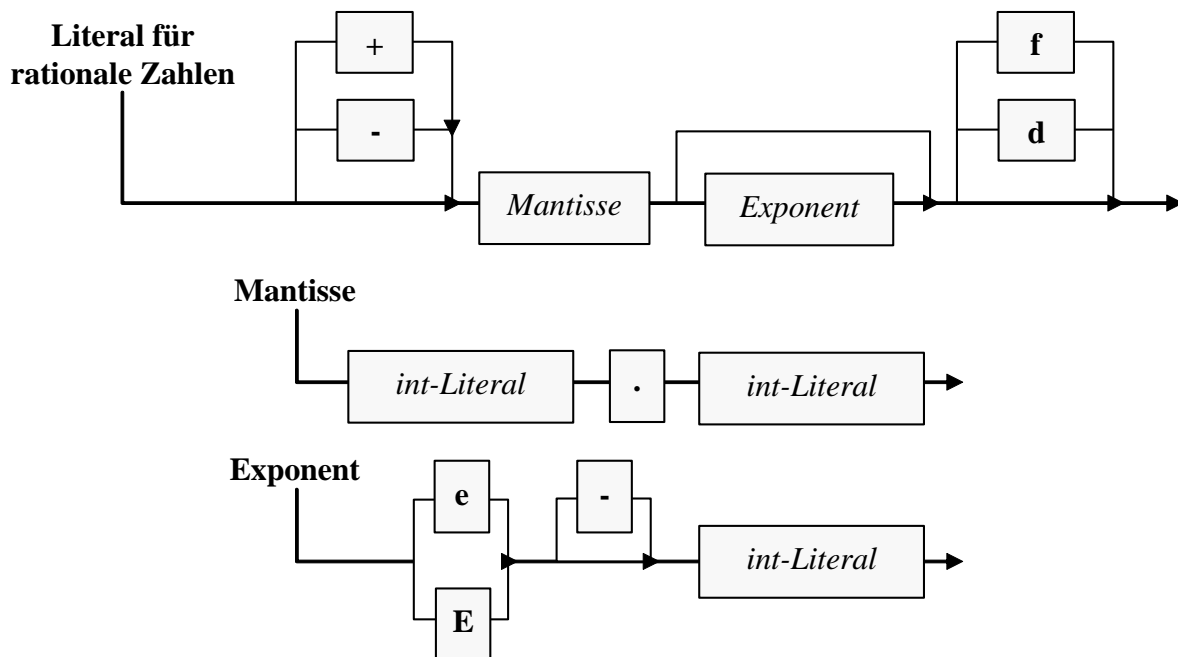 Literal für
rationale Zahlen
+
-
f
d
Mantisse
Exponent
Mantisse
int-Literal
.
int-Literal
Exponent
e
-
E
int-Literal